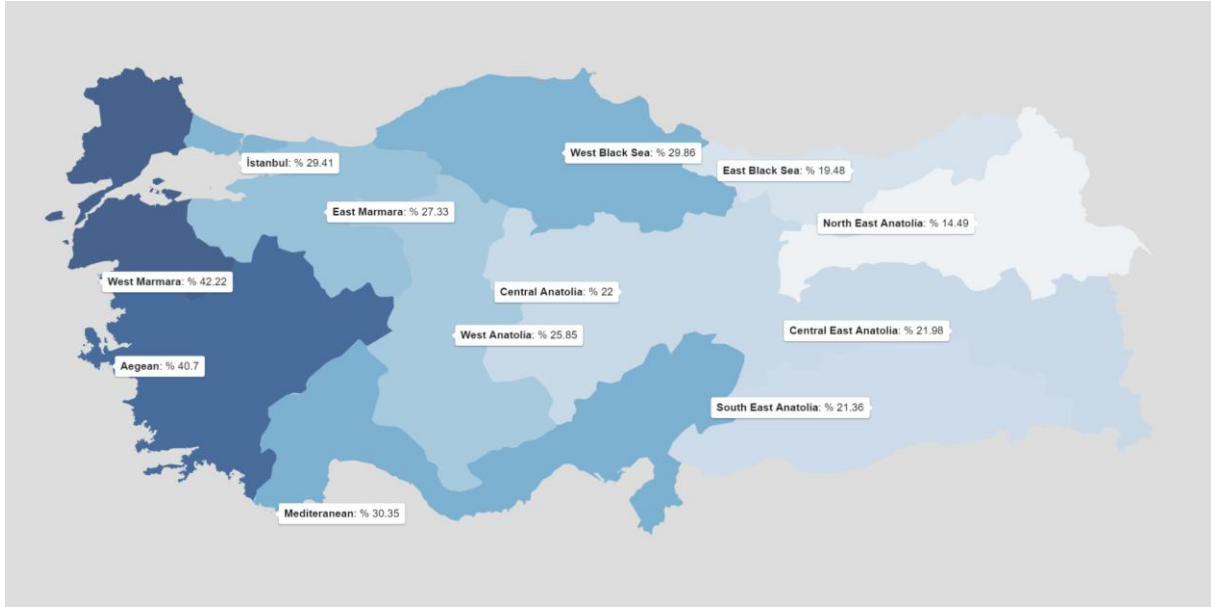 İstanbul: % 29.41
West Black Sea: % 29.86
East Black Sea: % 19.48
East Marmara: % 27.33
North East Anatolia: % 14.49
West Marmara: % 42.22
Central Anatolia: % 22
West Anatolia: % 25.85
Central East Anatolia: % 21.98
Aegean: % 40.7
South East Anatolia: % 21.36
Mediteranean: % 30.35